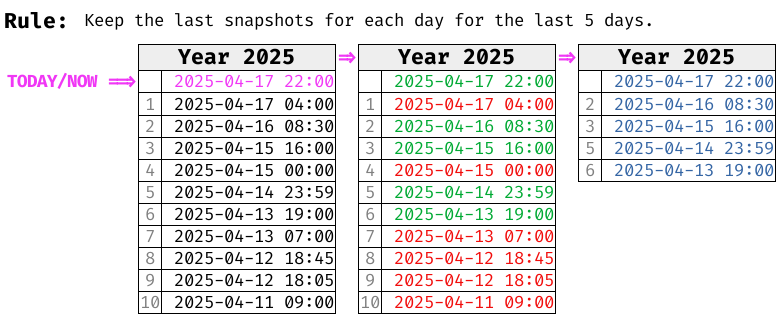 Rule: Keep the last snapshots for each day for the last 5 days.
Year 2025 ⇒ Year 2025 ⇒ Year 2025
TODAY/NOW ⟹ 2025-04-17 22:00 2025-04-17 22:00 2025-04-17 22:00
1 2025-04-17 04:00 1 2025-04-17 04:00 2 2025-04-16 08:30
2 2025-04-16 08:30 2 2025-04-16 08:30 3 2025-04-15 16:00
3 2025-04-15 16:00 3 2025-04-15 16:00 5 2025-04-14 23:59
4 2025-04-15 00:00 4 2025-04-15 00:00 6 2025-04-13 19:00
5 2025-04-14 23:59 5 2025-04-14 23:59
6 2025-04-13 19:00 6 2025-04-13 19:00
7 2025-04-13 07:00 7 2025-04-13 07:00
8 2025-04-12 18:45 8 2025-04-12 18:45
9 2025-04-12 18:05 9 2025-04-12 18:05
10 2025-04-11 09:00 10 2025-04-11 09:00